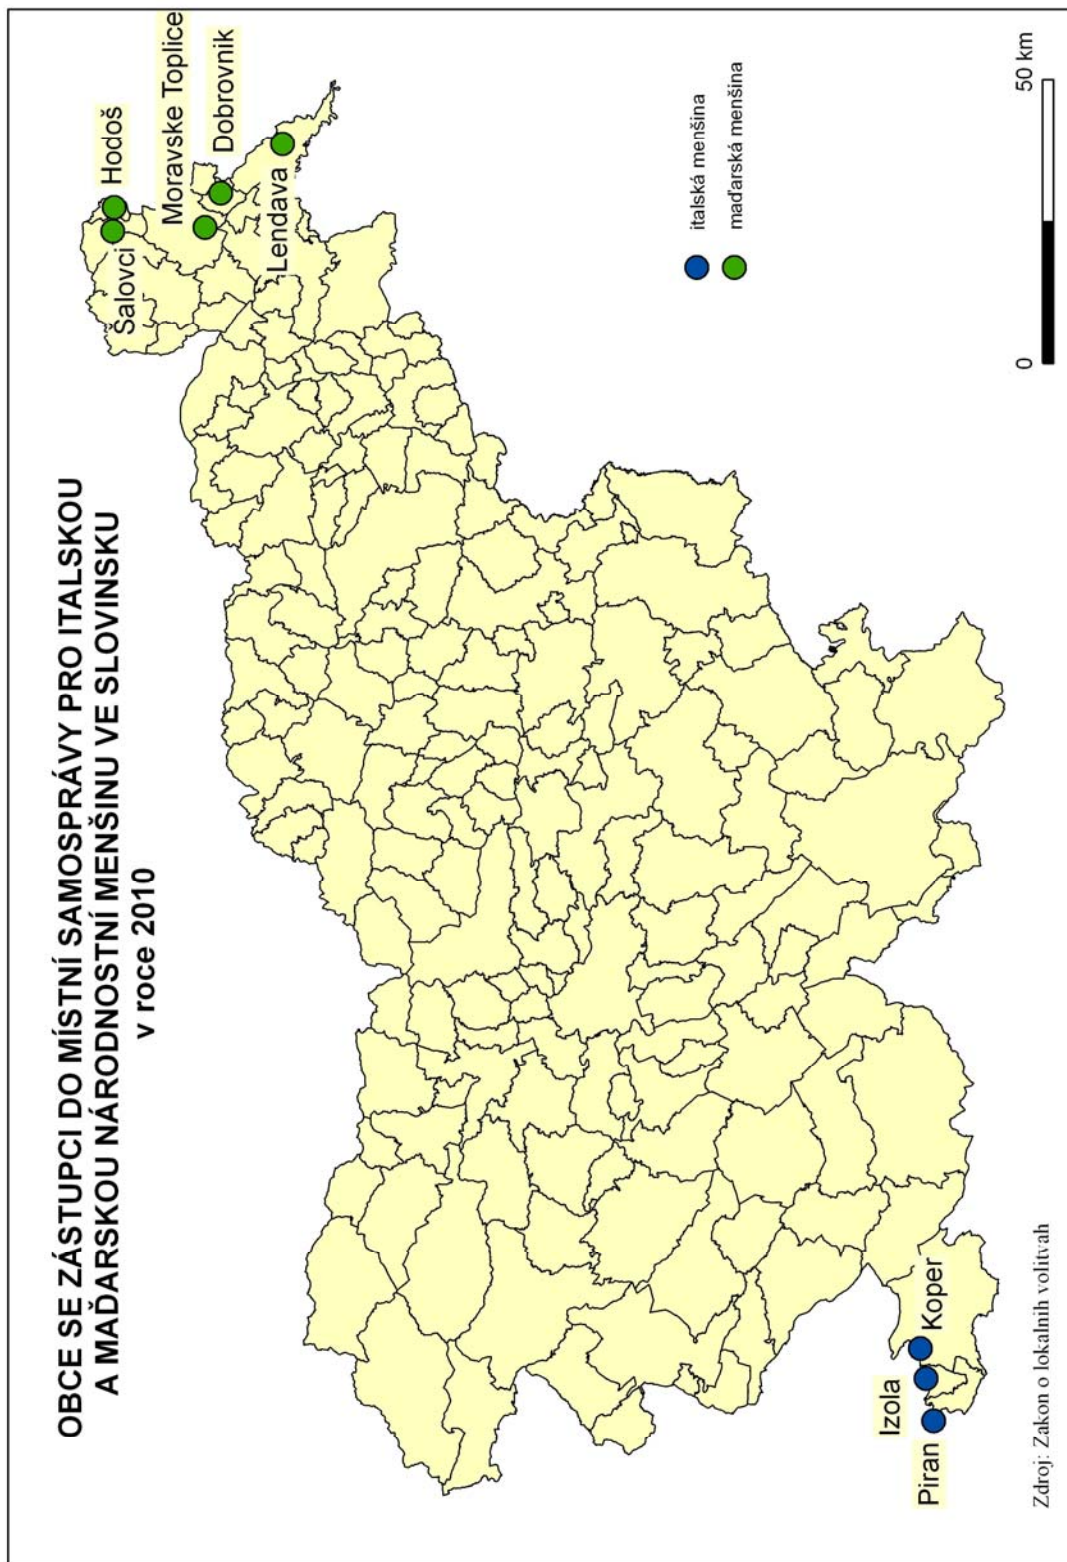 OBCE SE ZÁSTUPCI DO MÍSTNÍ SAMOSPRÁVY PRO ITALSKOU
A MAĎARSKOU NÁRODNOSTNÍ MENŠINU VE SLOVINSKU
v roce 2010
Šalovci
Hodoš
Moravske Toplice
Dobrovnik
Lendava
italská menšina
maďarská menšina
Piran
Izola
Koper
0
50 km
Zdroj: Zakon o lokalnih volitvah